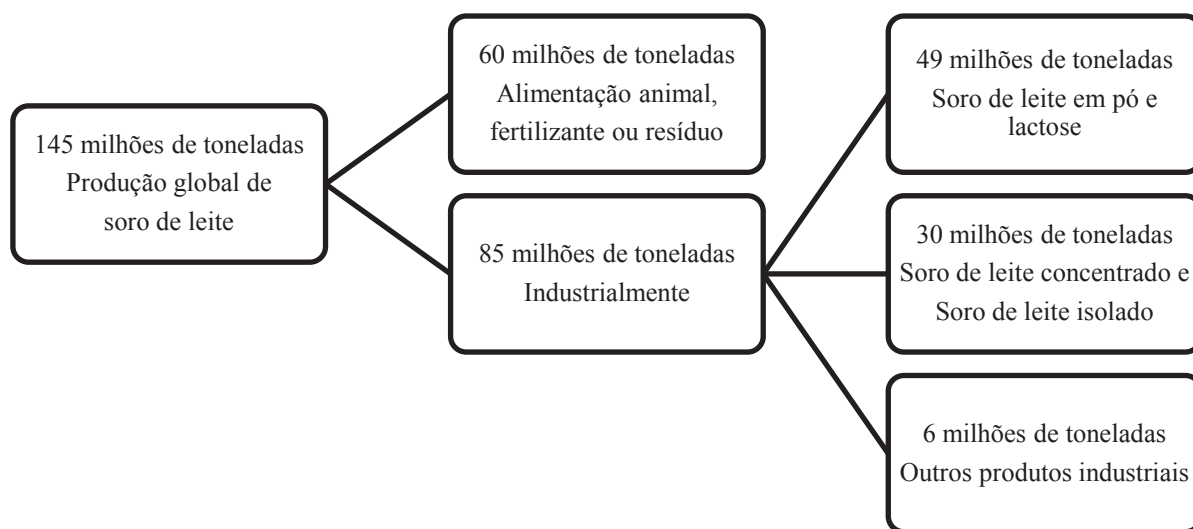 145 milhões de toneladas
Produção global de
soro de leite
60 milhões de toneladas
Alimentação animal,
fertilizante ou resíduo
85 milhões de toneladas
Industrialmente
49 milhões de toneladas
Soro de leite em pó e
lactose
30 milhões de toneladas
Soro de leite concentrado e
Soro de leite isolado
6 milhões de toneladas
Outros produtos industriais